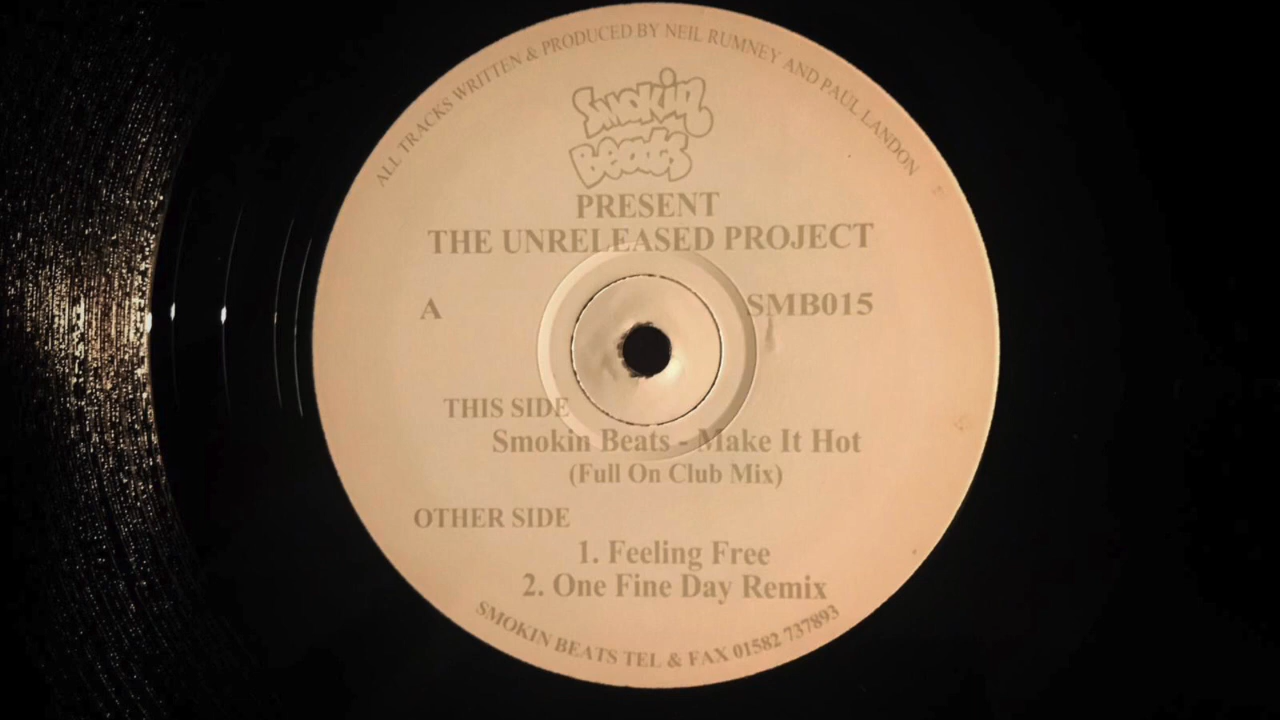 ALL TRACKS WRITTEN & PRODUCED BY NEIL RUMNEY AND PAUL LANDON
Smokin
Beats
PRESENT
THE UNRELEASED PROJECT
A SMB015
THIS SIDE
Smokin Beats - Make It Hot
(Full On Club Mix)
OTHER SIDE
1. Feeling Free
2. One Fine Day Remix
SMOKIN BEATS TEL & FAX 01582 737893